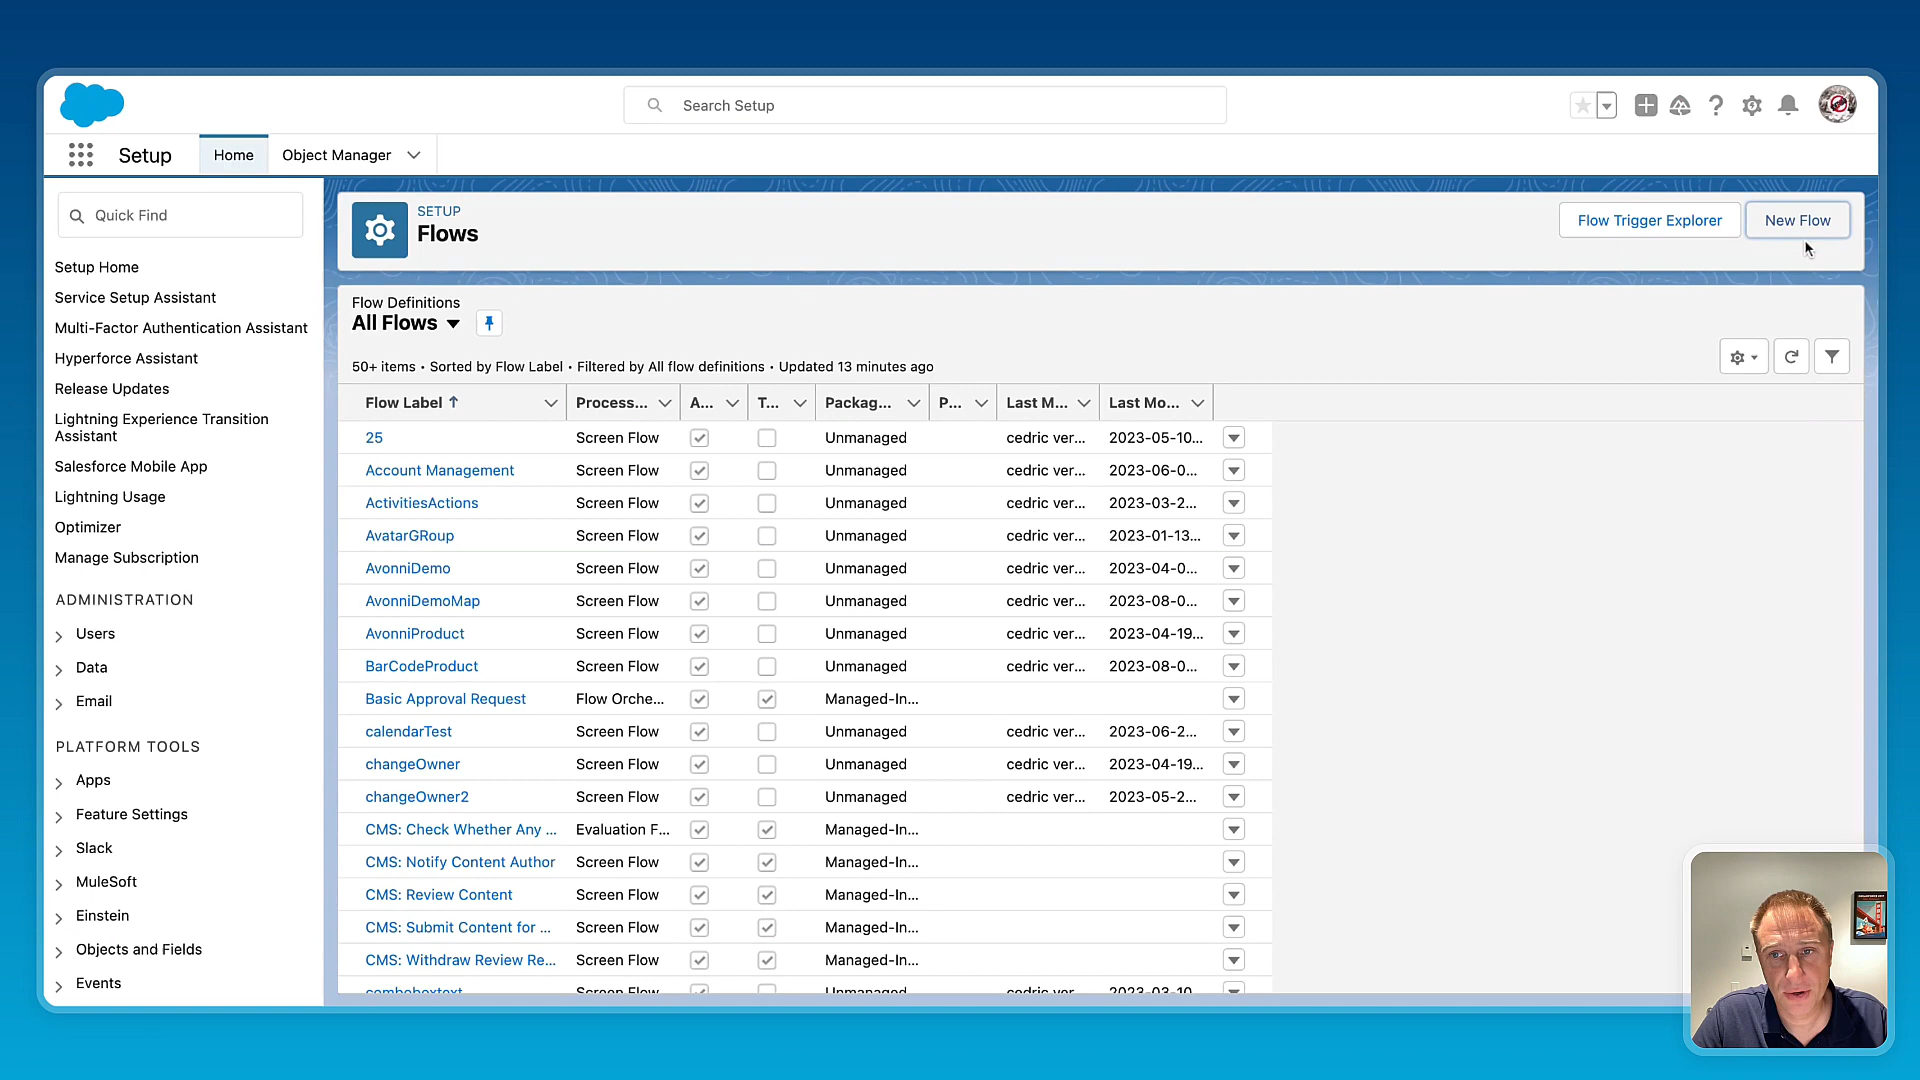 Search Setup
Setup
Home
Object Manager
Quick Find
Setup Home
Service Setup Assistant
Multi-Factor Authentication Assistant
Hyperforce Assistant
Release Updates
Lightning Experience Transition
Assistant
Salesforce Mobile App
Lightning Usage
Optimizer
Manage Subscription
ADMINISTRATION
Users
Data
Email
PLATFORM TOOLS
Apps
Feature Settings
Slack
MuleSoft
Einstein
Objects and Fields
Events
SETUP
Flows
Flow Trigger Explorer
New Flow
Flow Definitions
All Flows
50+ items • Sorted by Flow Label • Filtered by All flow definitions • Updated 13 minutes ago
Flow Label Process... A... T... Packag... P... Last M... Last Mo...
25 Screen Flow Unmanaged cedric ver... 2023-05-10...
Account Management Screen Flow Unmanaged cedric ver... 2023-06-0...
ActivitiesActions Screen Flow Unmanaged cedric ver... 2023-03-2...
AvatarGRoup Screen Flow Unmanaged cedric ver... 2023-01-13...
AvonniDemo Screen Flow Unmanaged cedric ver... 2023-04-0...
AvonniDemoMap Screen Flow Unmanaged cedric ver... 2023-08-0...
AvonniProduct Screen Flow Unmanaged cedric ver... 2023-04-19...
BarCodeProduct Screen Flow Unmanaged cedric ver... 2023-08-0...
Basic Approval Request Flow Orche... Managed-In...
calendarTest Screen Flow Unmanaged cedric ver... 2023-06-2...
changeOwner Screen Flow Unmanaged cedric ver... 2023-04-19...
changeOwner2 Screen Flow Unmanaged cedric ver... 2023-05-2...
CMS: Check Whether Any ... Evaluation F... Managed-In...
CMS: Notify Content Author Screen Flow Managed-In...
CMS: Review Content Screen Flow Managed-In...
CMS: Submit Content for ... Screen Flow Managed-In...
CMS: Withdraw Review Re... Screen Flow Managed-In...
comboboxtext Screen Flow Unmanaged cedric ver... 2023-03-10...